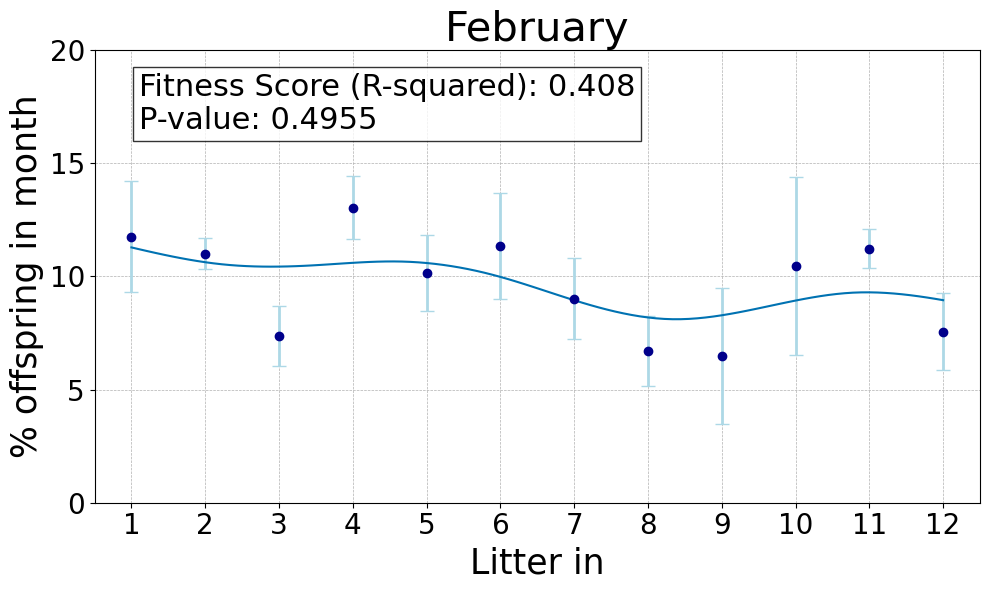 February
Fitness Score (R-squared): 0.408
P-value: 0.4955
% offspring in month
20
15
10
5
0
1 2 3 4 5 6 7 8 9 10 11 12
Litter in